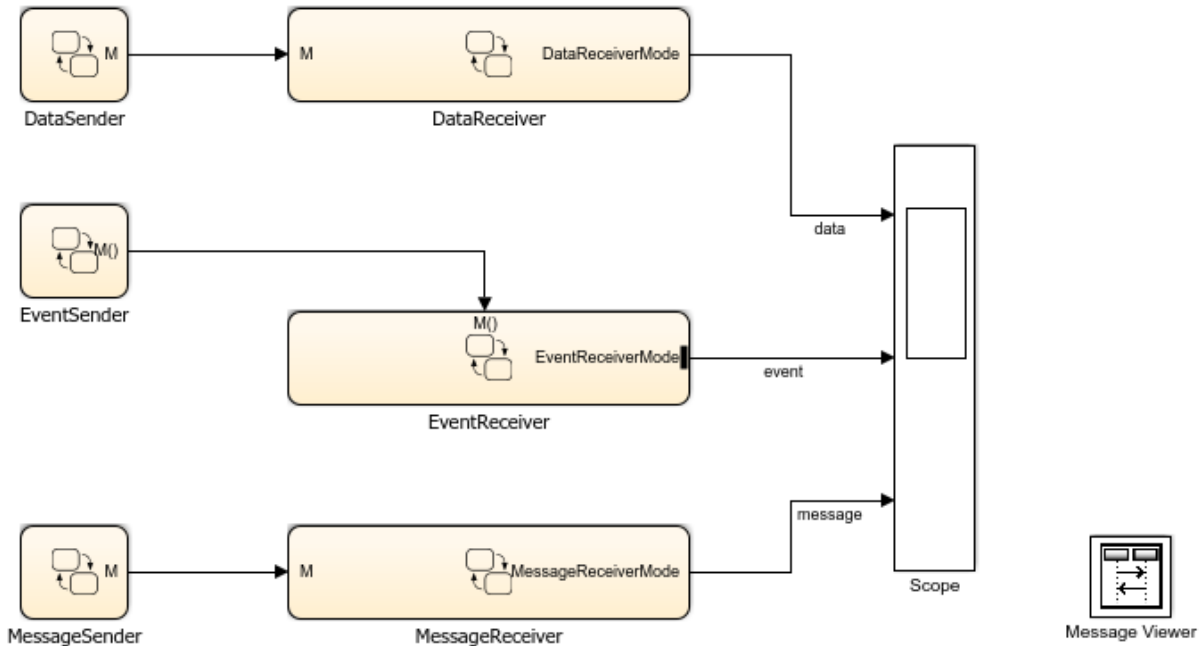 M
M
DataReceiverMode
DataSender
DataReceiver
data
M()
EventSender
M()
EventReceiverMode
event
EventReceiver
message
M
M
MessageReceiverMode
Scope
MessageSender
MessageReceiver
Message Viewer